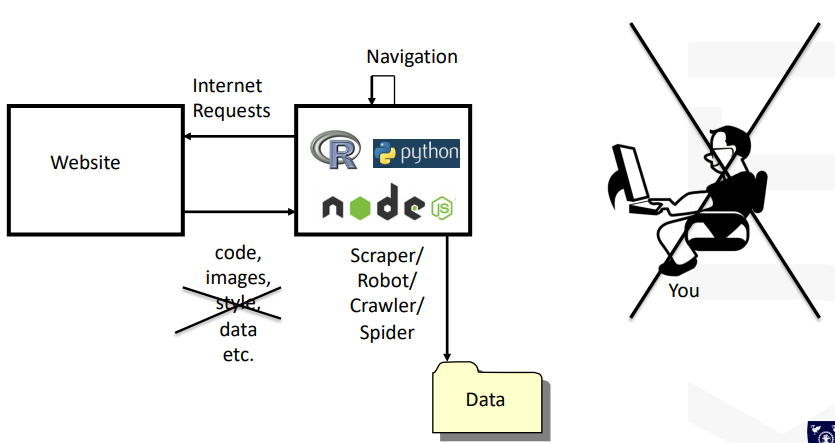 Navigation
Internet
Requests
Website
R
python
node
JS
code,
images,
style,
data
etc.
Scraper/
Robot/
Crawler/
Spider
You
Data